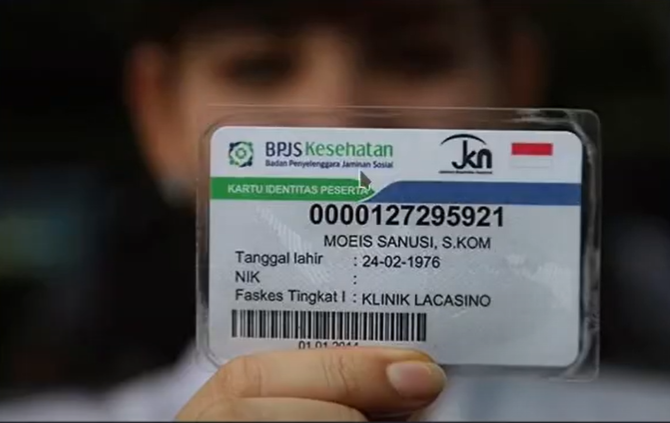 BPJS Kesehatan
Badan Penyelenggara Jaminan Sosial
jkn
KARTU IDENTITAS PESERTA
0000127295921
MOEIS SANUSI, S.KOM
Tanggal lahir : 24-02-1976
NIK :
Faskes Tingkat I : KLINIK LACASINO
01 01 2014